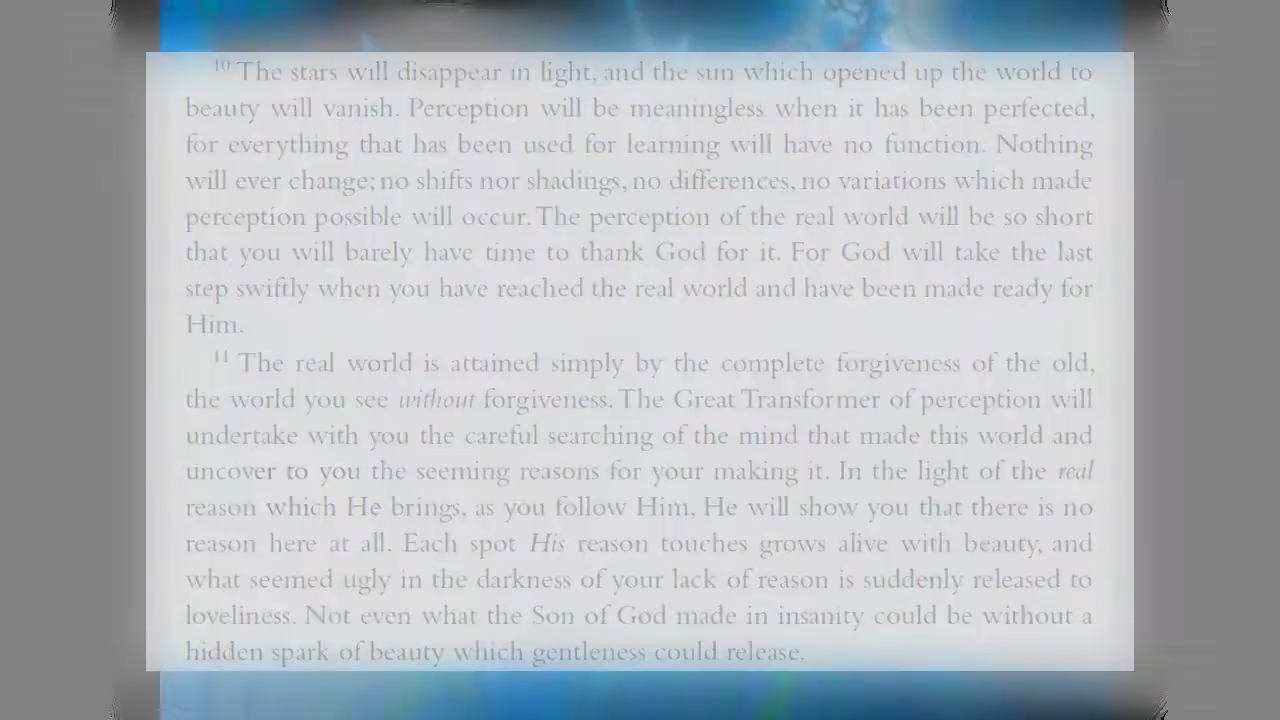 10 The stars will disappear in light, and the sun which opened up the world to
beauty will vanish. Perception will be meaningless when it has been perfected,
for everything that has been used for learning will have no function. Nothing
will ever change; no shifts nor shadings, no differences, no variations which made
perception possible will occur. The perception of the real world will be so short
that you will barely have time to thank God for it. For God will take the last
step swiftly when you have reached the real world and have been made ready for
Him.
11 The real world is attained simply by the complete forgiveness of the old,
the world you see without forgiveness. The Great Transformer of perception will
undertake with you the careful searching of the mind that made this world and
uncover to you the seeming reasons for your making it. In the light of the real
reason which He brings, as you follow Him, He will show you that there is no
reason here at all. Each spot His reason touches grows alive with beauty, and
what seemed ugly in the darkness of your lack of reason is suddenly released to
loveliness. Not even what the Son of God made in insanity could be without a
hidden spark of beauty which gentleness could release.